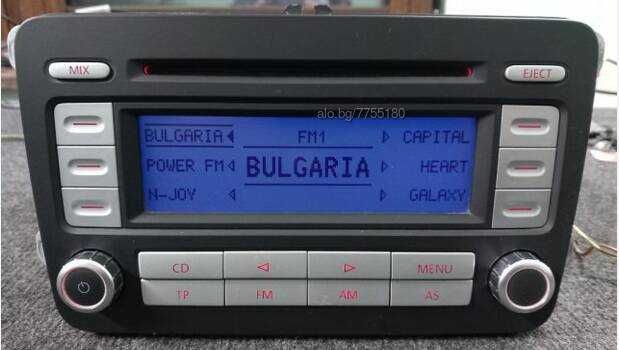 MIX
EJECT
alo.bg/7755180
BULGARIA FM1 CAPITAL
POWER FM BULGARIA HEART
N-JOY GALAXY
CD MENU
TP FM AM AS